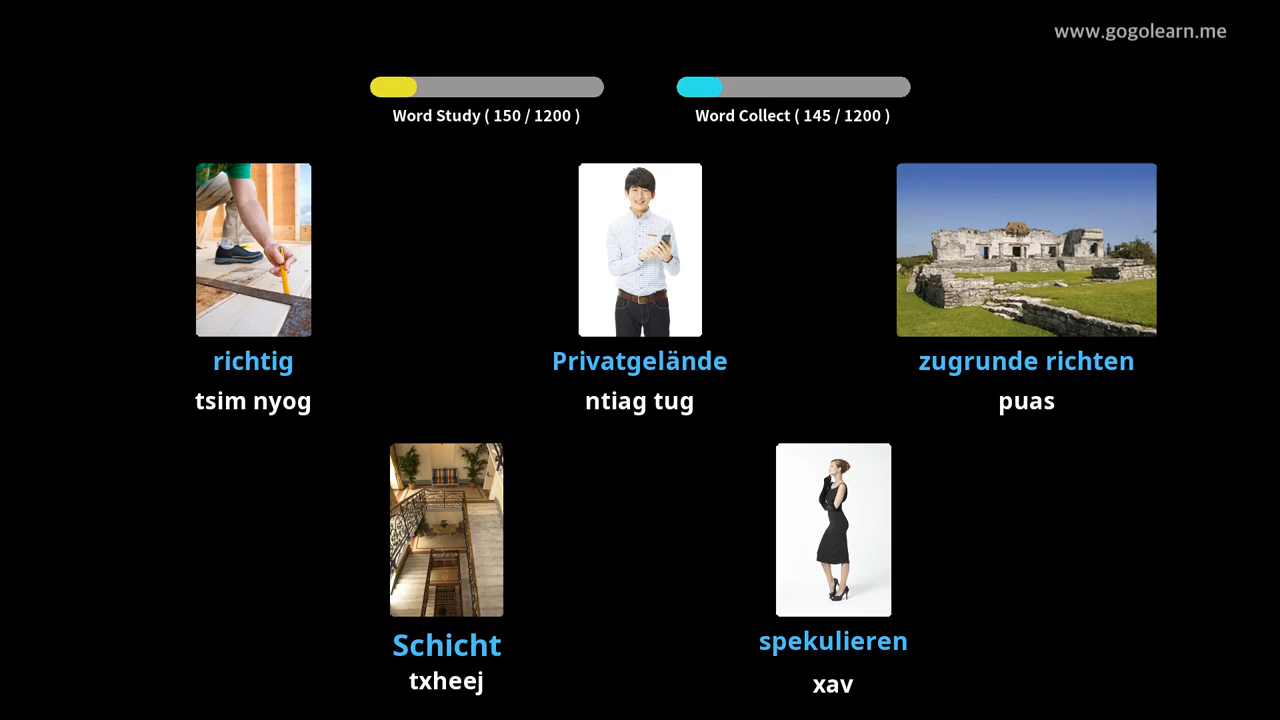 www.gogolearn.me
Word Study ( 150 / 1200 )
Word Collect ( 145 / 1200 )
richtig
tsim nyog
Privatgelände
ntiag tug
zugrunde richten
puas
Schicht
txheej
spekulieren
xav